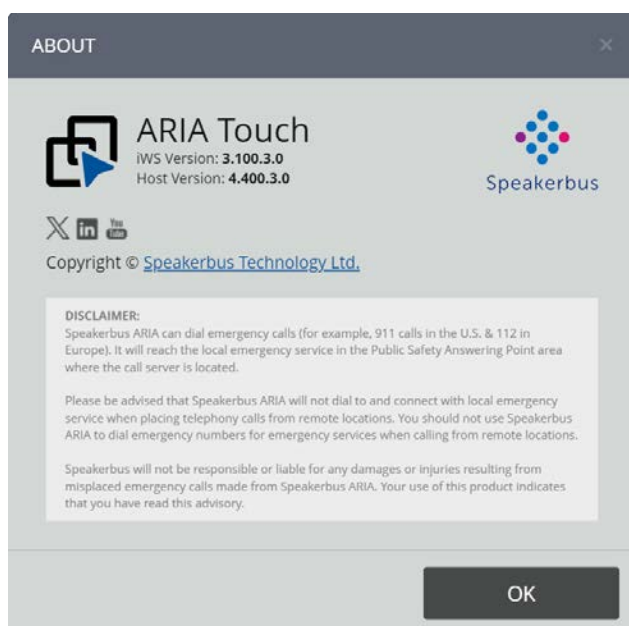 ABOUT
ARIA Touch
iWS Version: 3.100.3.0
Host Version: 4.400.3.0
Speakerbus
X in You Tube
Copyright © Speakerbus Technology Ltd.
DISCLAIMER:
Speakerbus ARIA can dial emergency calls (for example, 911 calls in the U.S. & 112 in
Europe). It will reach the local emergency service in the Public Safety Answering Point area
where the call server is located.
Please be advised that Speakerbus ARIA will not dial to and connect with local emergency
service when placing telephony calls from remote locations. You should not use Speakerbus
ARIA to dial emergency numbers for emergency services when calling from remote locations.
Speakerbus will not be responsible or liable for any damages or injuries resulting from
misplaced emergency calls made from Speakerbus ARIA. Your use of this product indicates
that you have read this advisory.
OK